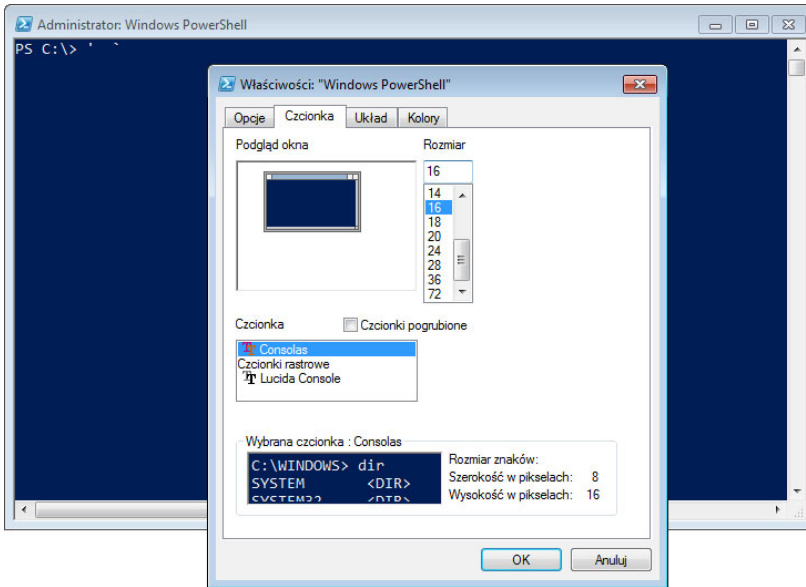 Administrator: Windows PowerShell
PS C:\> '  `
Właściwości: "Windows PowerShell"
Opcje Czcionka Układ Kolory
Podgląd okna Rozmiar
16
14
16
18
20
24
28
36
72
Czcionka Czcionki pogrubione
Consolas
Czcionki rastrowe
Lucida Console
Wybrana czcionka : Consolas
C:\WINDOWS> dir
SYSTEM <DIR>
SYSTEM32 <DIR>
Rozmiar znaków:
Szerokość w pikselach: 8
Wysokość w pikselach: 16
OK Anuluj